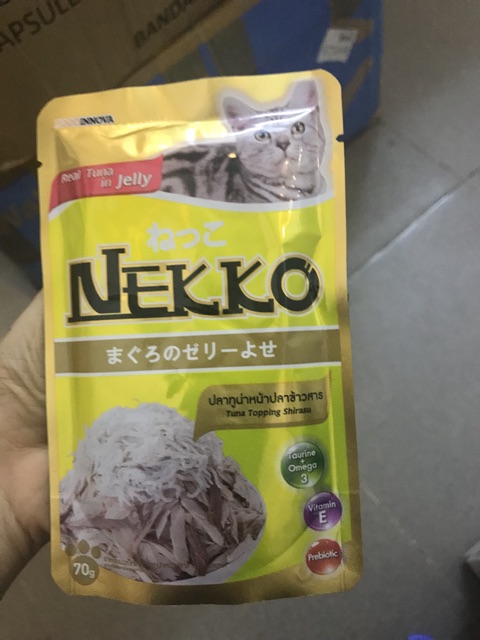 APSULE
BANDA
INNOVA
Real Tuna
in Jelly
ねっこ
NEKKO
まぐろのゼリーよせ
ปลาทูน่าหน้าปลาข้าวสาร
Tuna Topping Shirasu
Taurine
+
Omega
3
Vitamin
E
Prebiotic
70g